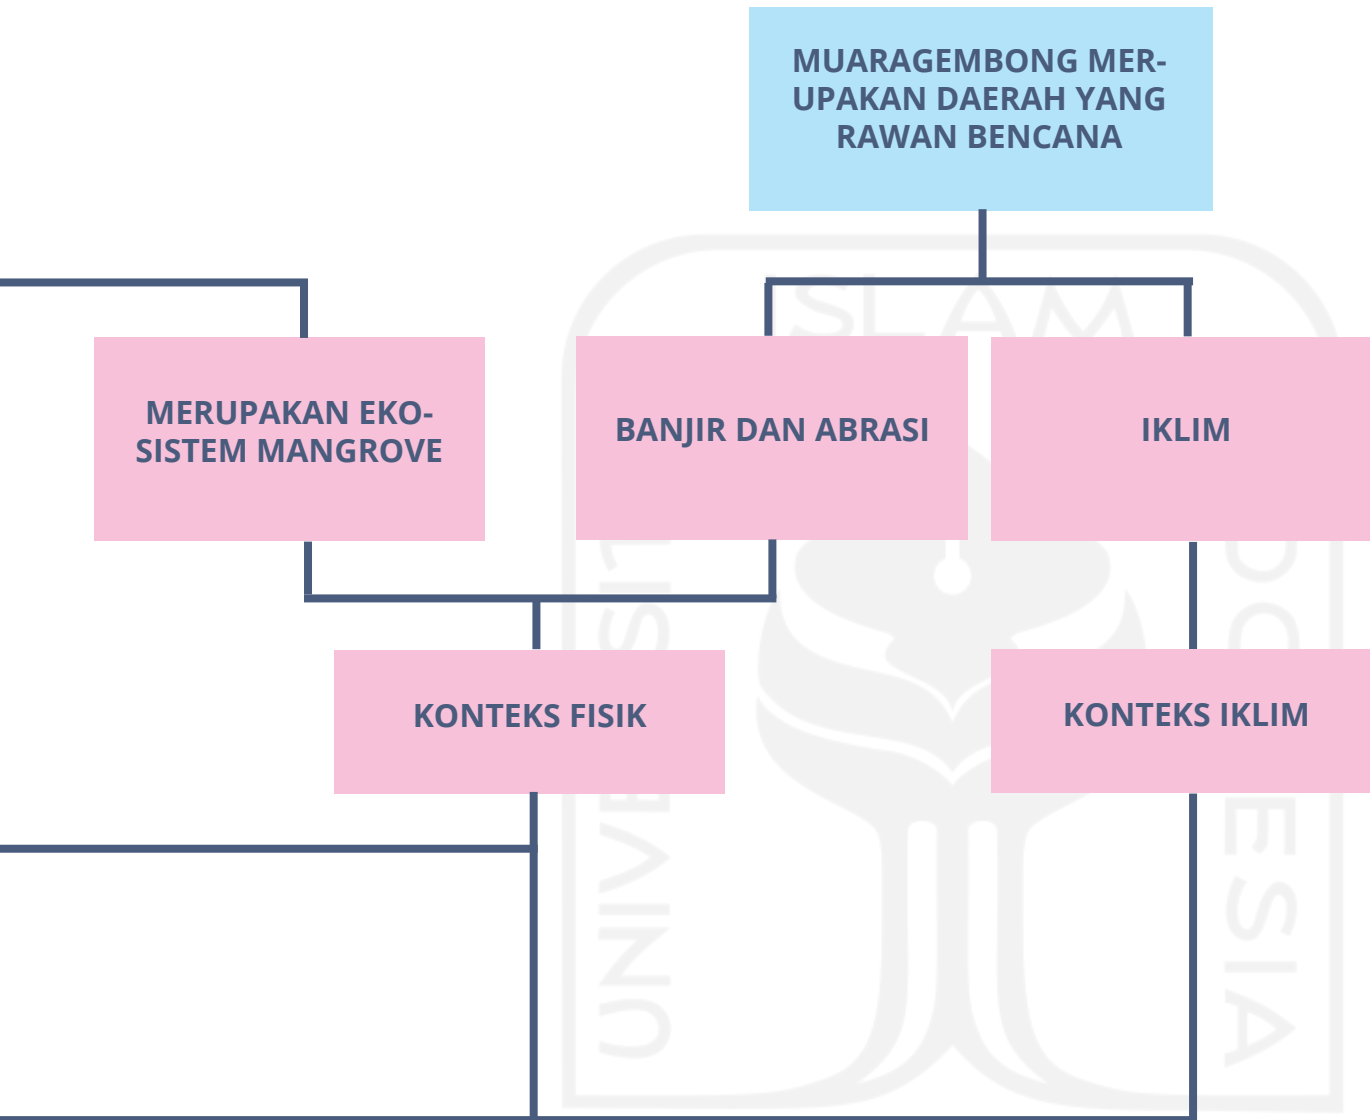 MUARAGEMBONG MER-
UPAKAN DAERAH YANG
RAWAN BENCANA
MERUPAKAN EKO-
SISTEM MANGROVE
BANJIR DAN ABRASI
IKLIM
KONTEKS FISIK
KONTEKS IKLIM
ISLAM